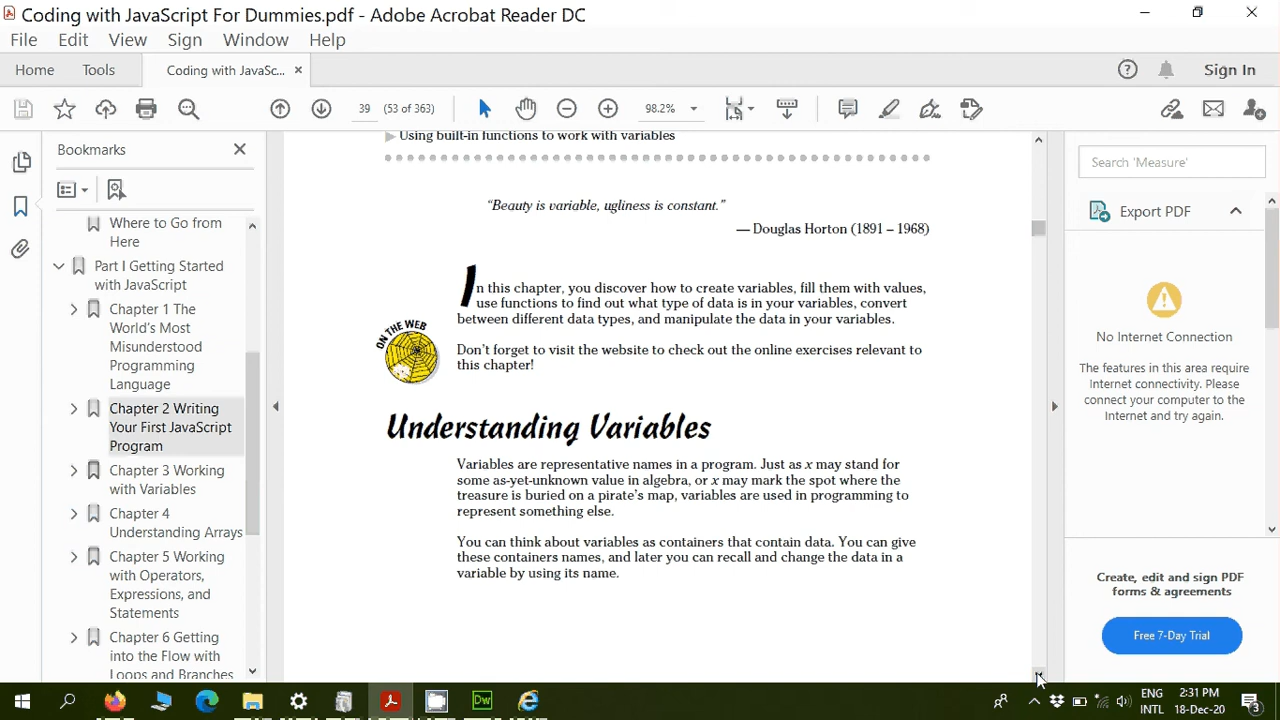 Coding with JavaScript For Dummies.pdf - Adobe Acrobat Reader DC
File Edit View Sign Window Help
Home Tools Coding with JavaSc... Sign In
39 (53 of 363) 98.2%
Bookmarks
Where to Go from
Here
Part I Getting Started
with JavaScript
Chapter 1 The
World's Most
Misunderstood
Programming
Language
Chapter 2 Writing
Your First JavaScript
Program
Chapter 3 Working
with Variables
Chapter 4
Understanding Arrays
Chapter 5 Working
with Operators,
Expressions, and
Statements
Chapter 6 Getting
into the Flow with
Loops and Branches
Using built-in functions to work with variables
“Beauty is variable, ugliness is constant.”
— Douglas Horton (1891 – 1968)
In this chapter, you discover how to create variables, fill them with values,
use functions to find out what type of data is in your variables, convert
between different data types, and manipulate the data in your variables.
ON THE WEB
Don't forget to visit the website to check out the online exercises relevant to
this chapter!
Understanding Variables
Variables are representative names in a program. Just as x may stand for
some as-yet-unknown value in algebra, or x may mark the spot where the
treasure is buried on a pirate's map, variables are used in programming to
represent something else.
You can think about variables as containers that contain data. You can give
these containers names, and later you can recall and change the data in a
variable by using its name.
Search 'Measure'
Export PDF
No Internet Connection
The features in this area require
Internet connectivity. Please
connect your computer to the
Internet and try again.
Create, edit and sign PDF
forms & agreements
Free 7-Day Trial
Dw
ENG
INTL
2:31 PM
18-Dec-20
3